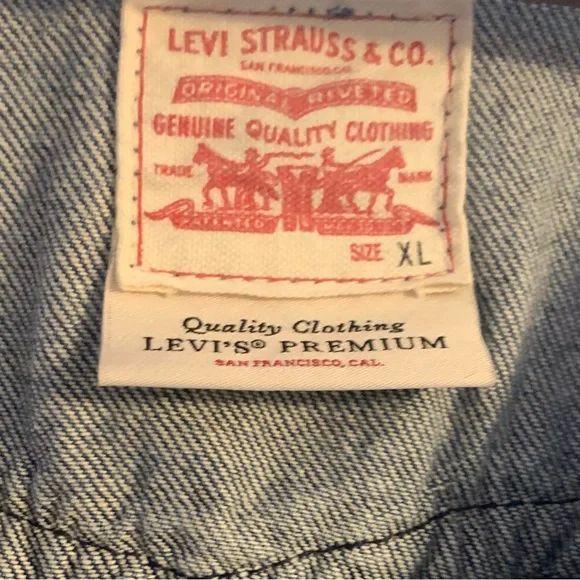 LEVI STRAUSS & CO.
SAN FRANCISCO CAL.
ORIGINAL RIVETED
GENUINE QUALITY CLOTHING
TRADE MARK
PATENTED
SIZE XL
Quality Clothing
LEVI'S® PREMIUM
SAN FRANCISCO, CAL.